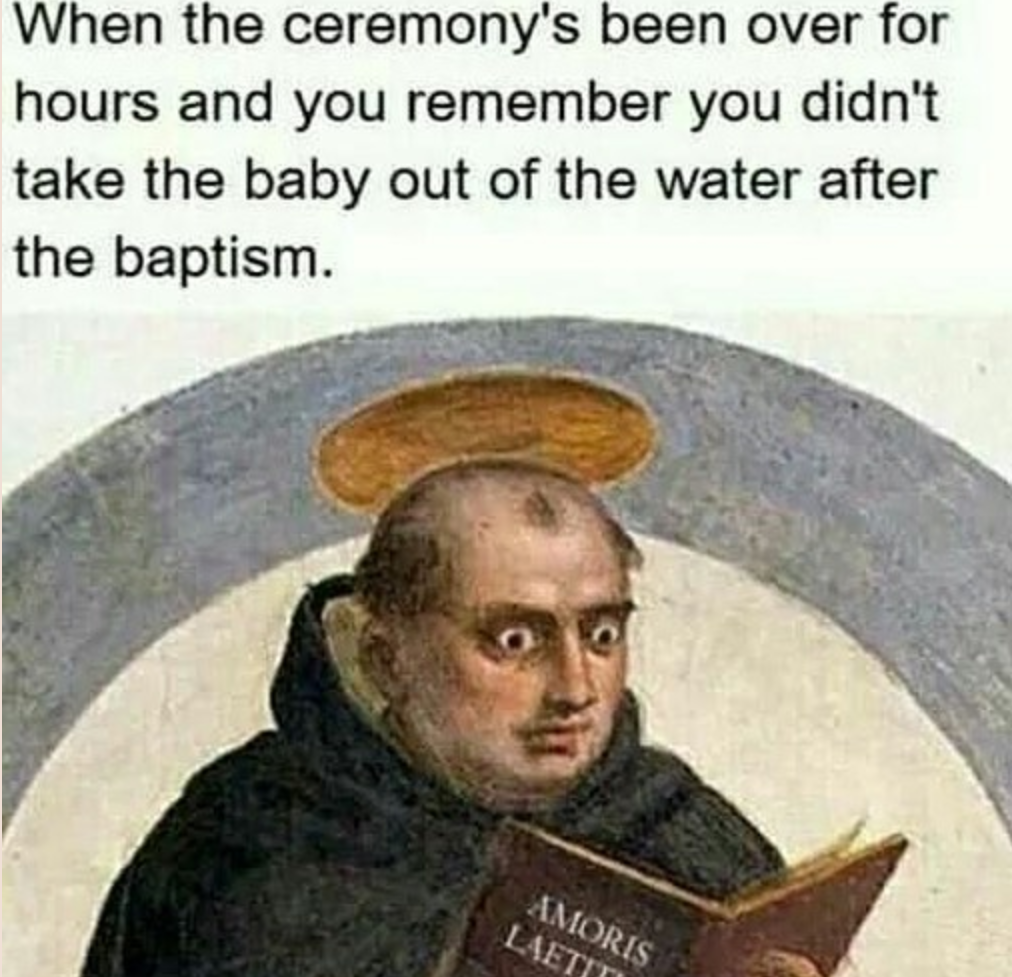 When the ceremony's been over for
hours and you remember you didn't
take the baby out of the water after
the baptism.
AMORIS